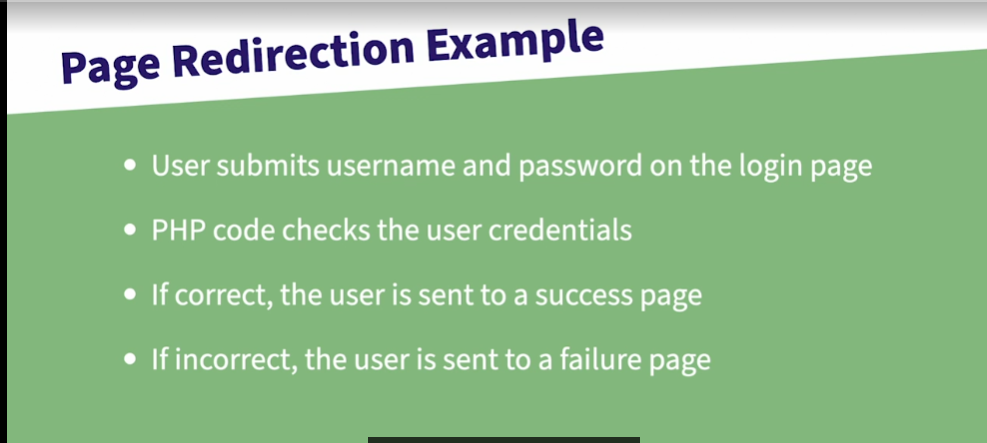 Page Redirection Example
• User submits username and password on the login page
• PHP code checks the user credentials
• If correct, the user is sent to a success page
• If incorrect, the user is sent to a failure page